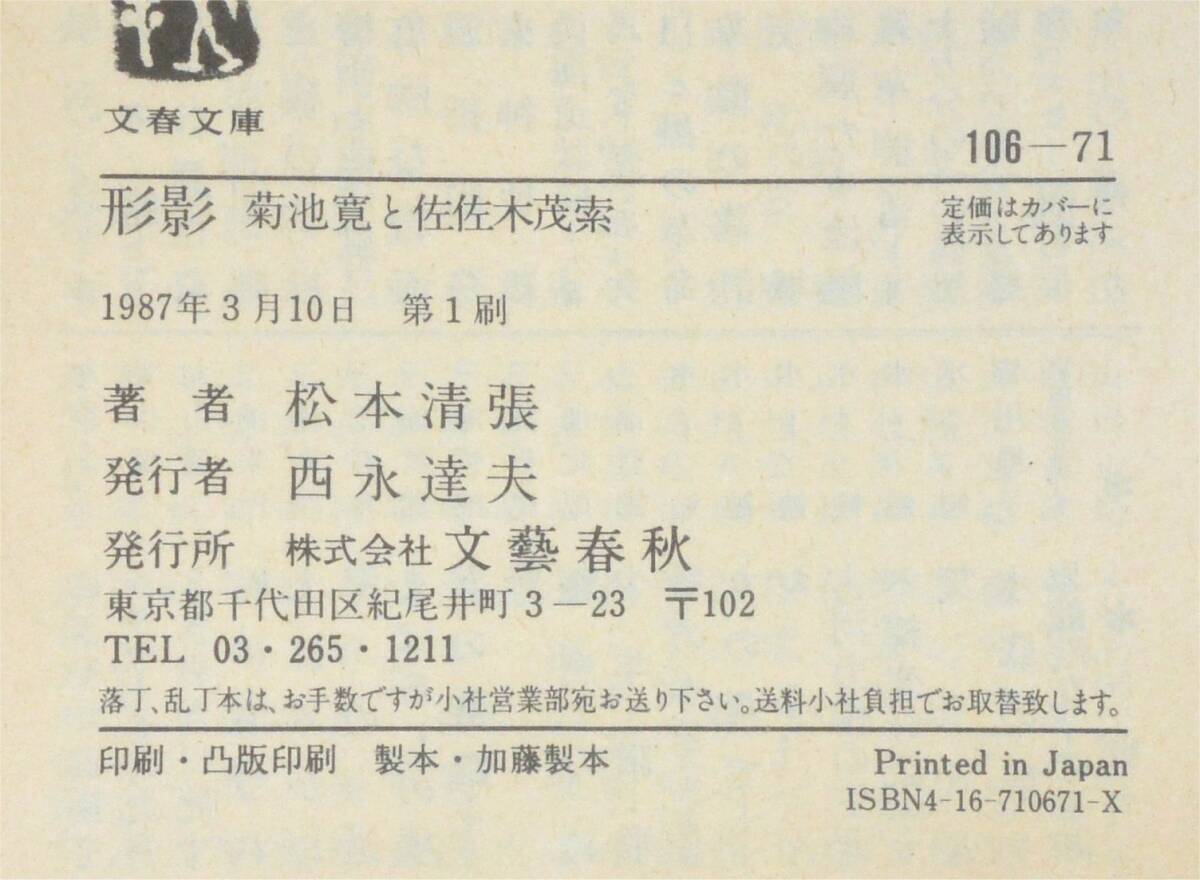 文春文庫
106―71
形影 菊池寛と佐佐木茂索
定価はカバーに
表示してあります
1987年3月10日 第1刷
著 者 松本清張
発行者 西永達夫
発行所 株式会社 文藝春秋
東京都千代田区紀尾井町3―23 〒102
TEL 03・265・1211
落丁、乱丁本は、お手数ですが小社営業部宛お送り下さい。送料小社負担でお取替致します。
印刷・凸版印刷 製本・加藤製本
Printed in Japan
ISBN4-16-710671-X